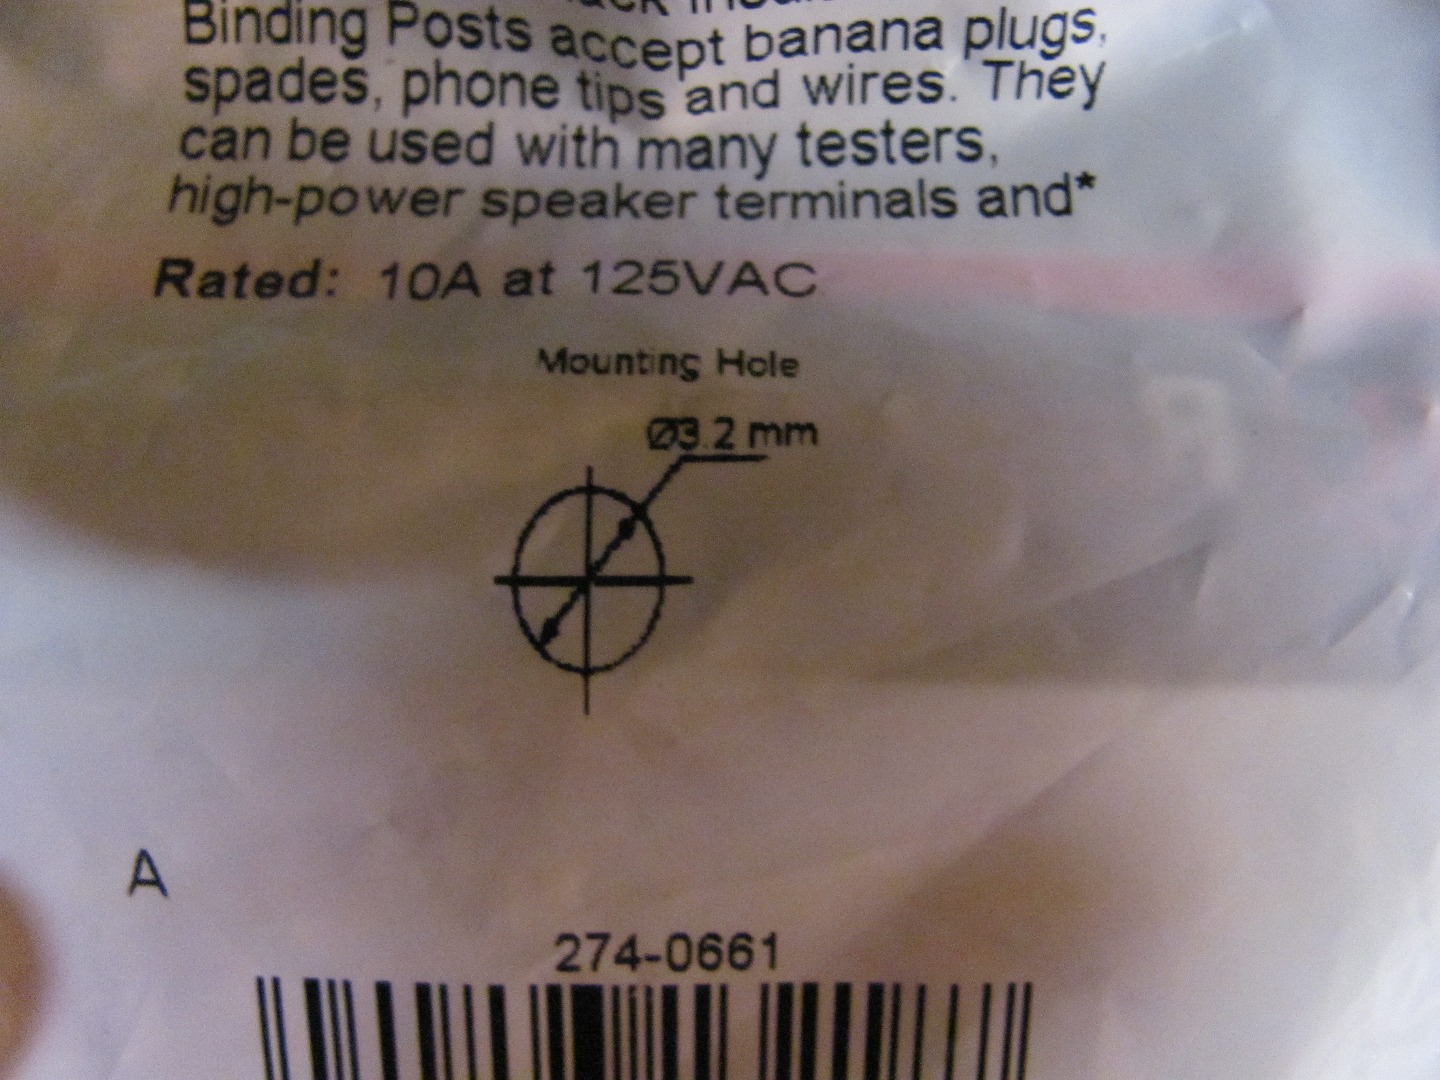 Binding Posts accept banana plugs,
spades, phone tips and wires. They
can be used with many testers,
high-power speaker terminals and*
Rated: 10A at 125VAC
Mounting Hole
Ø3.2 mm
A
274-0661